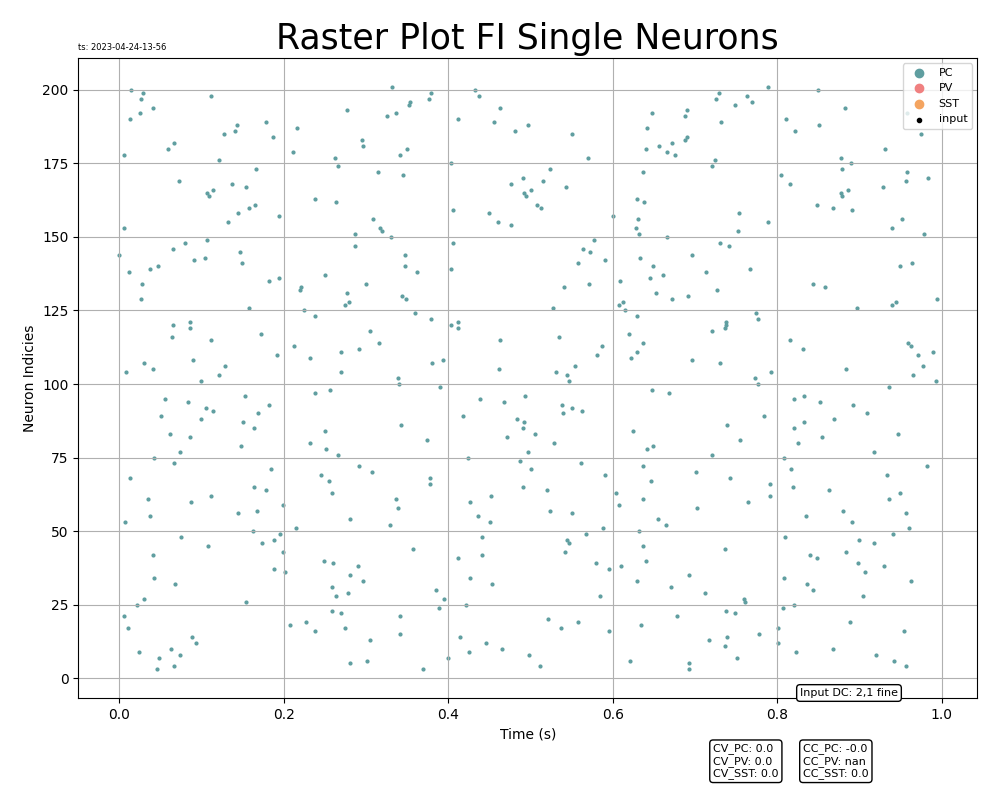 Raster Plot FI Single Neurons
ts: 2023-04-24-13-56
PC
PV
SST
input
200
175
150
125
100
75
50
25
0
Neuron Indicies
0.0 0.2 0.4 0.6 0.8 1.0
Time (s)
Input DC: 2,1 fine
CV_PC: 0.0
CV_PV: 0.0
CV_SST: 0.0
CC_PC: -0.0
CC_PV: nan
CC_SST: 0.0